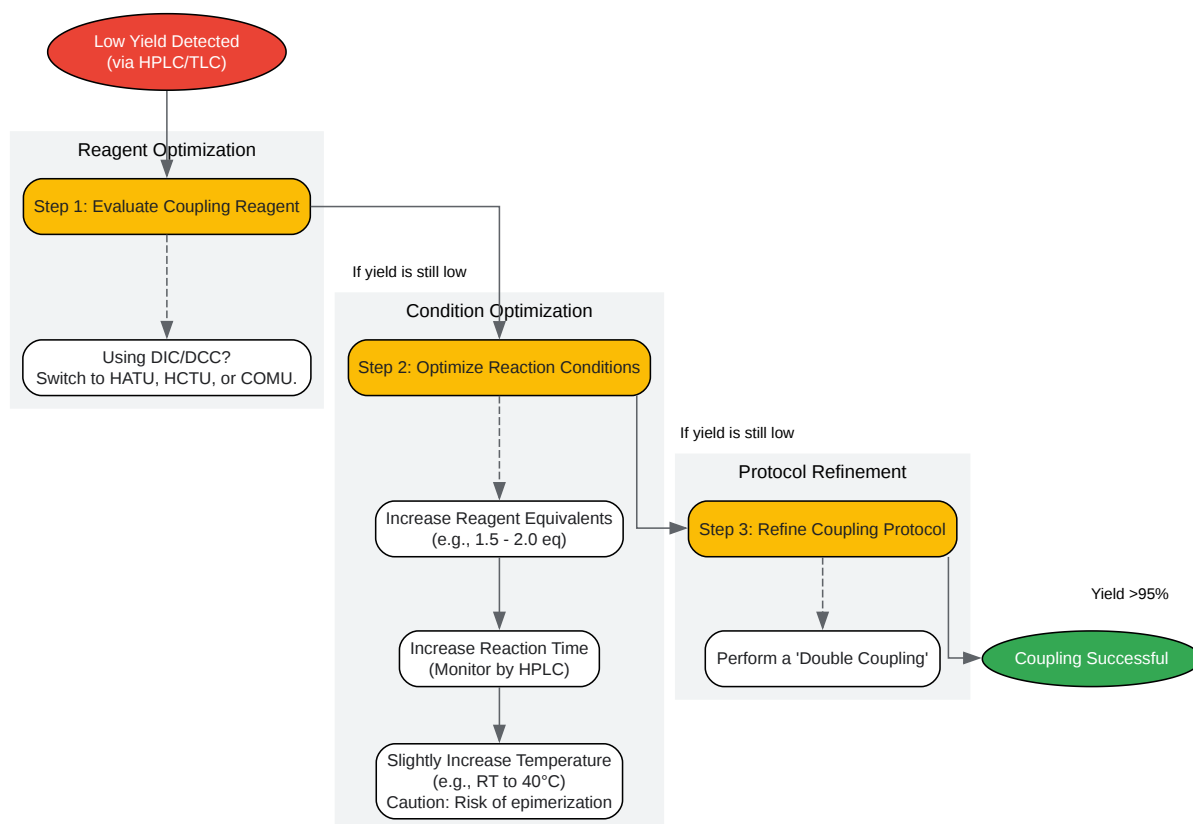 Low Yield Detected
(via HPLC/TLC)
Reagent Optimization
Step 1: Evaluate Coupling Reagent
Using DIC/DCC?
Switch to HATU, HCTU, or COMU.
If yield is still low
Condition Optimization
Step 2: Optimize Reaction Conditions
Increase Reagent Equivalents
(e.g., 1.5 - 2.0 eq)
Increase Reaction Time
(Monitor by HPLC)
Slightly Increase Temperature
(e.g., RT to 40°C)
Caution: Risk of epimerization
If yield is still low
Protocol Refinement
Step 3: Refine Coupling Protocol
Perform a 'Double Coupling'
Yield >95%
Coupling Successful